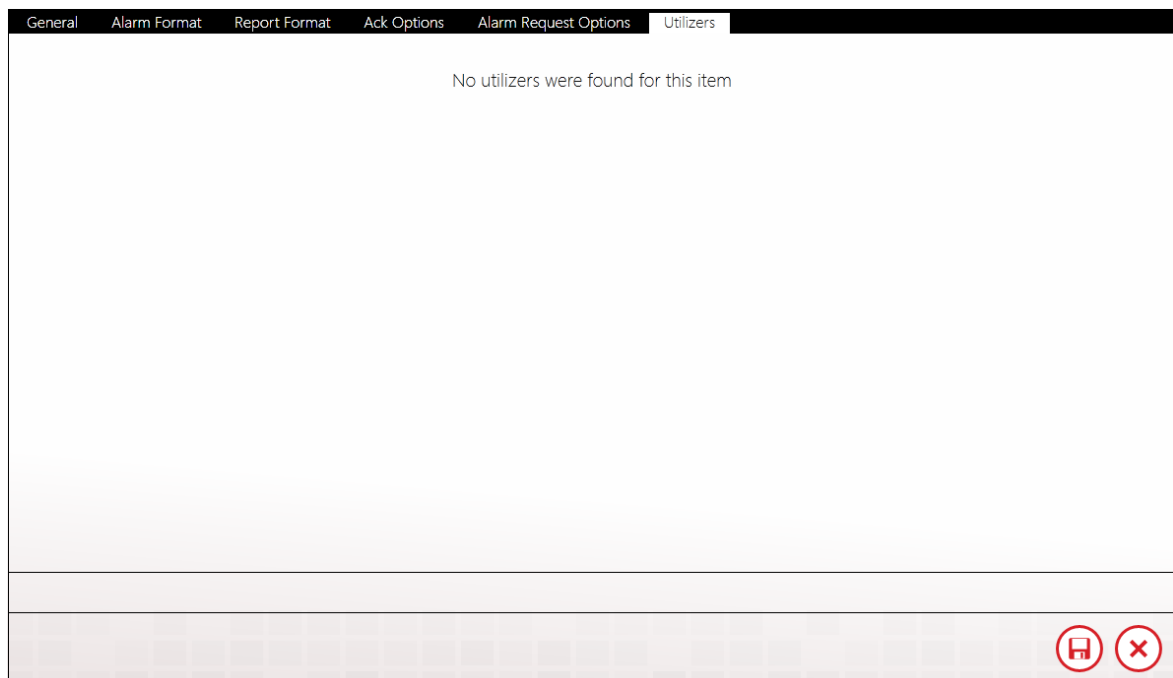 General Alarm Format Report Format Ack Options Alarm Request Options Utilizers
No utilizers were found for this item